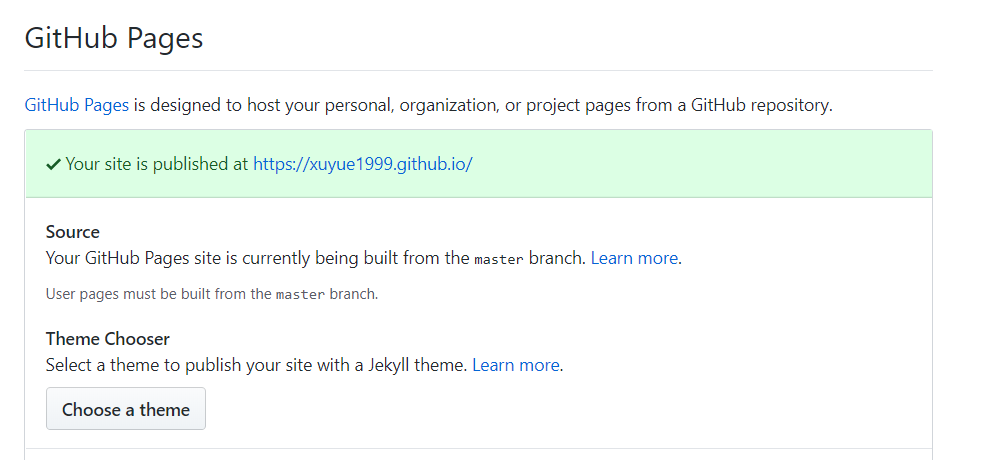 GitHub Pages
GitHub Pages is designed to host your personal, organization, or project pages from a GitHub repository.
Your site is published at https://xuyue1999.github.io/
Source
Your GitHub Pages site is currently being built from the master branch. Learn more.
User pages must be built from the master branch.
Theme Chooser
Select a theme to publish your site with a Jekyll theme. Learn more.
Choose a theme